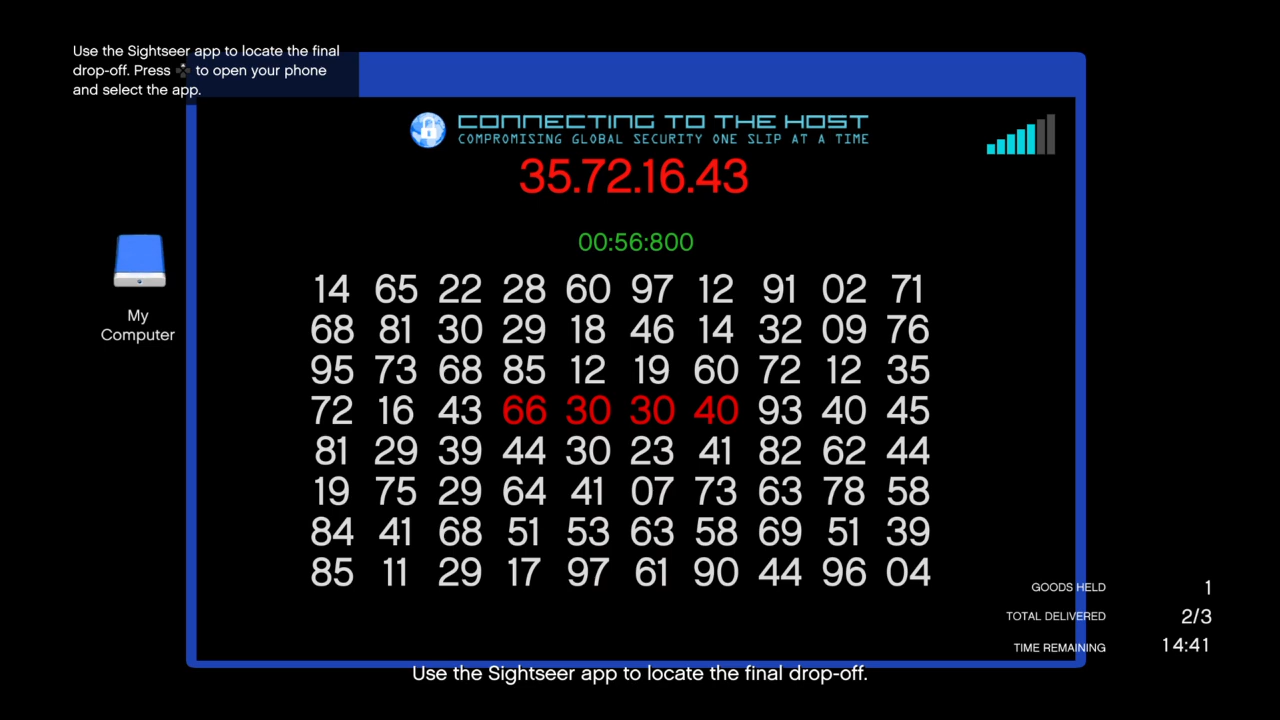 Use the Sightseer app to locate the final
drop-off. Press to open your phone
and select the app.
CONNECTING TO THE HOST
COMPROMISING GLOBAL SECURITY ONE SLIP AT A TIME
35.72.16.43
00:56:800
14 65 22 28 60 97 12 91 02 71
68 81 30 29 18 46 14 32 09 76
95 73 68 85 12 19 60 72 12 35
72 16 43 66 30 30 40 93 40 45
81 29 39 44 30 23 41 82 62 44
19 75 29 64 41 07 73 63 78 58
84 41 68 51 53 63 58 69 51 39
85 11 29 17 97 61 90 44 96 04
My
Computer
GOODS HELD 1
TOTAL DELIVERED 2/3
TIME REMAINING 14:41
Use the Sightseer app to locate the final drop-off.